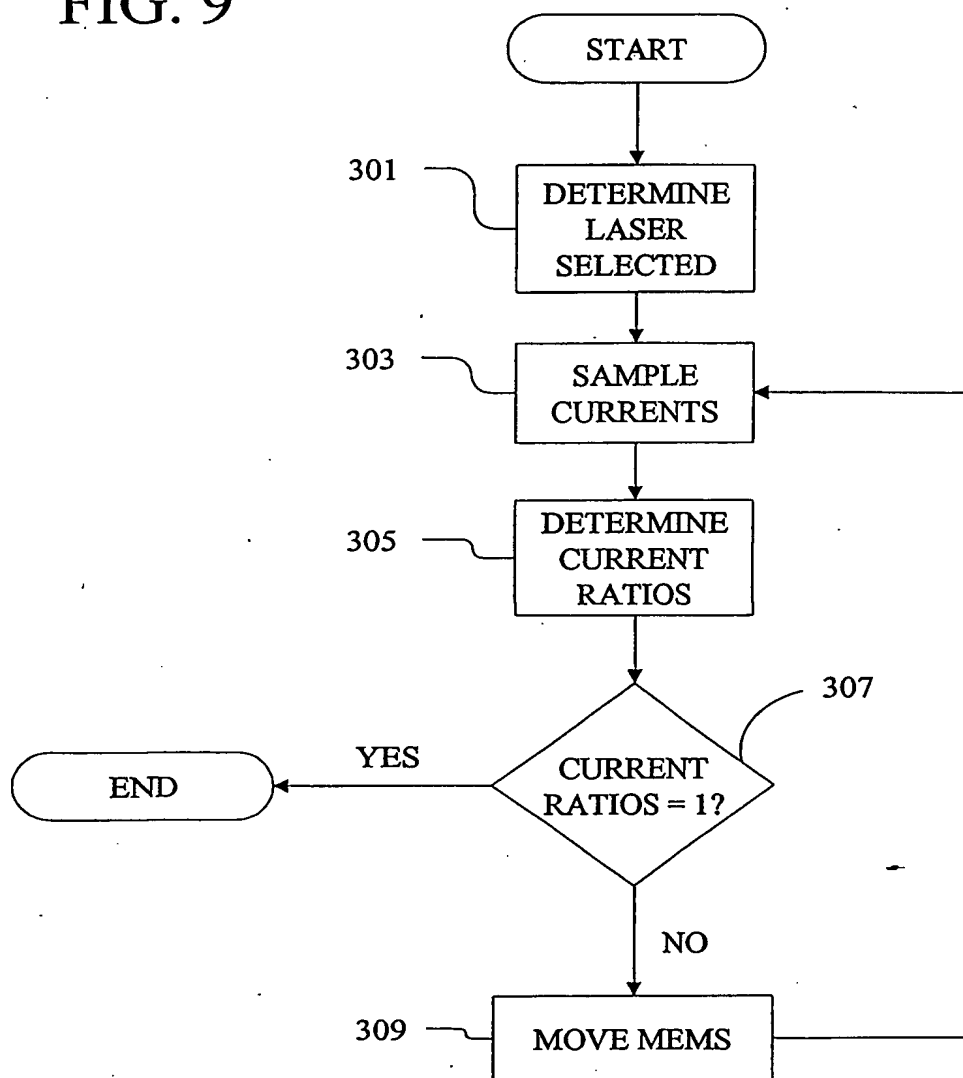 FIG. 9
START
301
DETERMINE
LASER
SELECTED
303
SAMPLE
CURRENTS
305
DETERMINE
CURRENT
RATIOS
307
CURRENT
RATIOS = 1?
YES
END
NO
309
MOVE MEMS